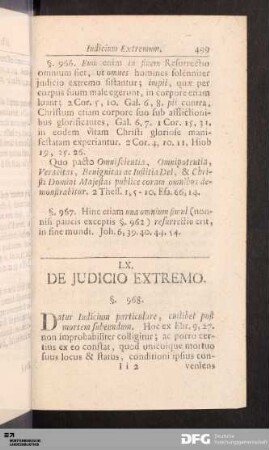 Judicium Extremum. 499
§. 966. Eum enim in finem Resurrectio
omnium fiet, ut omnes homines solenniter
judicio extremo sistantur; impii, quæ per
corpus suum male egerunt, in corpore etiam
luant; 2 Cor. 5, 10. Gal. 6, 8. pii contra,
Christum etiam corpore suo sub afflictioni-
bus glorificantes, Gal. 6, 7. 1 Cor. 15, 31.
in eodem vitam Christi gloriose mani-
festatam experiantur. 2 Cor. 4, 10. 11. Hiob
19, 25. 26.
Quo pacto Omniscientia, Omnipotentia,
Veracitas, Benignitas ac Justitia Dei, & Chri-
sti Domini Majestas publice coram omnibus de-
monstrabitur. 2 Thess. 1, 5-10. Esa. 66, 14.
§. 967. Hinc etiam una omnium simul (non-
nisi paucis exceptis §. 962) resurrectio erit,
in fine mundi. Joh. 6, 39. 40. 44. 54.
LX.
DE JUDICIO EXTREMO.
§. 968.
Datur Judicium particulare, cuilibet post
mortem subeundum. Hoc ex Ebr. 9, 27.
non improbabiliter colligitur; ac porro cer-
tius ex eo constat, quod unicuique mortuo
suus locus & status, conditioni ipsius con-
I i 2 veniens
DFG
Deutsche
Forschungsgemeinschaft